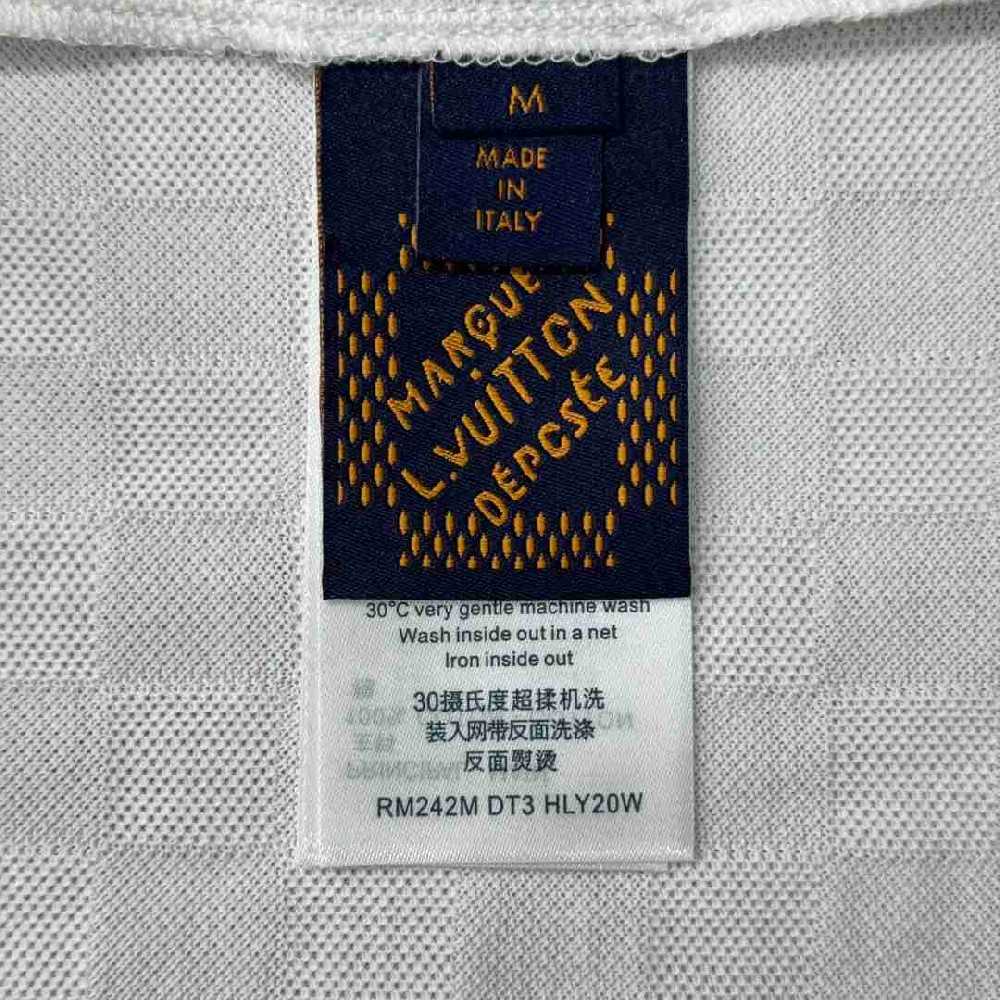 M
MADE
IN
ITALY
MARQUE
L.VUITTON
DÉPOSÉE
30°C very gentle machine wash
Wash inside out in a net
Iron inside out
30摄氏度超揉机洗
装入网带反面洗涤
反面熨烫
RM242M DT3 HLY20W